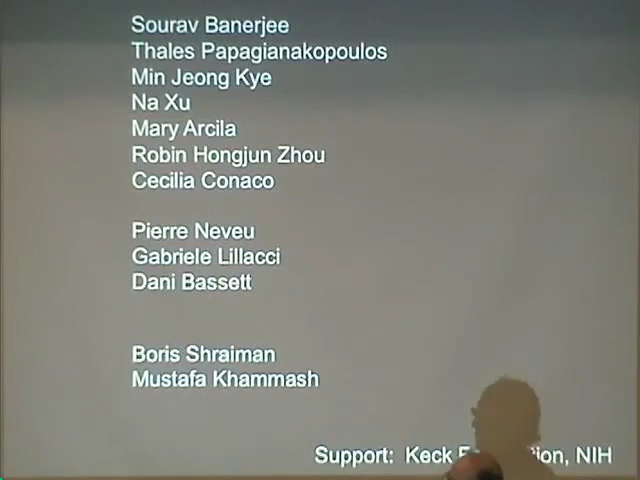 Sourav Banerjee
Thales Papagianakopoulos
Min Jeong Kye
Na Xu
Mary Arcila
Robin Hongjun Zhou
Cecilia Conaco
Pierre Neveu
Gabriele Lillacci
Dani Bassett
Boris Shraiman
Mustafa Khammash
Support: Keck NIH